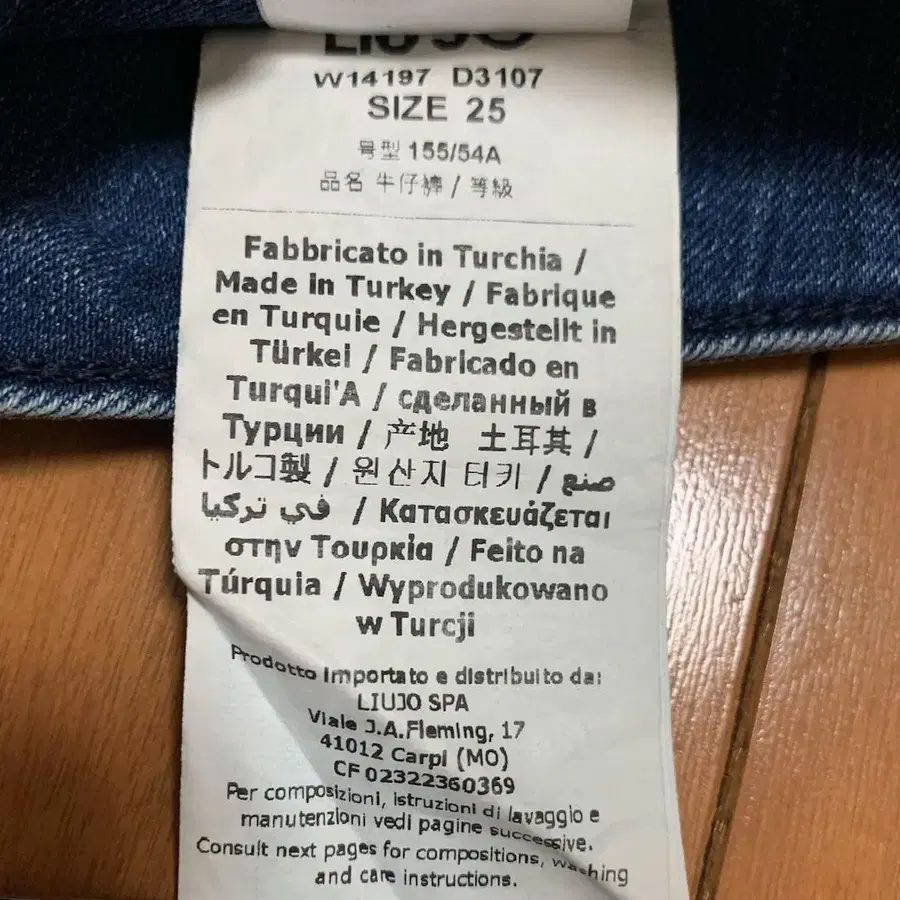 LIU JO
W14197 D3107
SIZE 25
号型 155/54A
品名 牛仔褲 / 等級
Fabbricato in Turchia /
Made in Turkey / Fabrique
en Turquie / Hergestellt in
Türkei / Fabricado en
Turqui'A / сделанный в
Турции / 产地 土耳其 /
トルコ製 / 원산지 터키 / صنع
في تركيا / Κατασκευάζεται
στην Τουρκία / Feito na
Túrquia / Wyprodukowano
w Turcji
Prodotto Importato e distribuito da:
LIUJO SPA
Viale J.A.Fleming, 17
41012 Carpi (MO)
CF 02322360369
Per composizioni, istruzioni di lavaggio e
manutenzioni vedi pagine successive.
Consult next pages for compositions, washing
and care instructions.